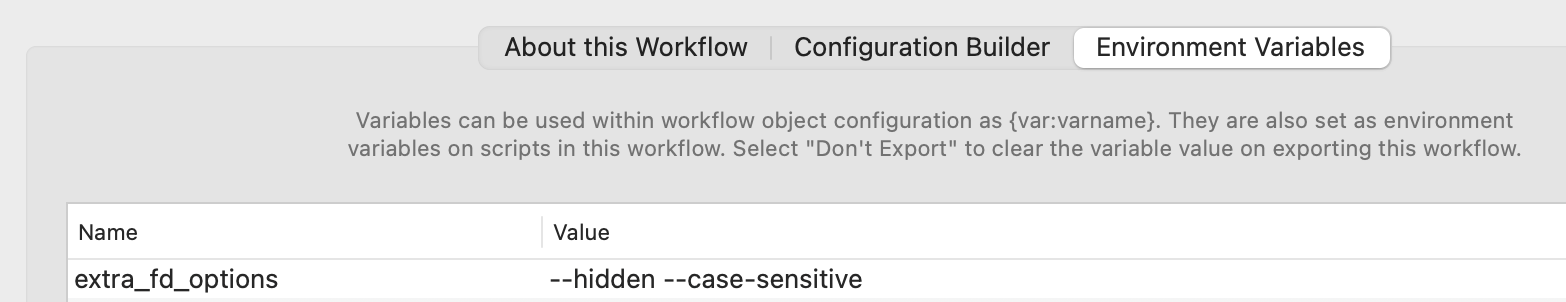 About this Workflow
Configuration Builder
Environment Variables
Variables can be used within workflow object configuration as {var:varname}. They are also set as environment
variables on scripts in this workflow. Select "Don't Export" to clear the variable value on exporting this workflow.
Name
Value
extra_fd_options
--hidden --case-sensitive